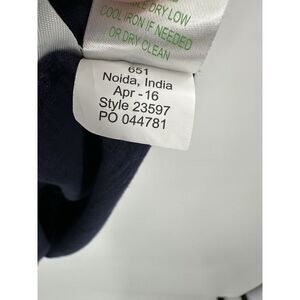 DRY LOW
COOL IRON IF NEEDED
OR DRY CLEAN
651
Noida, India
Apr -16
Style 23597
PO 044781